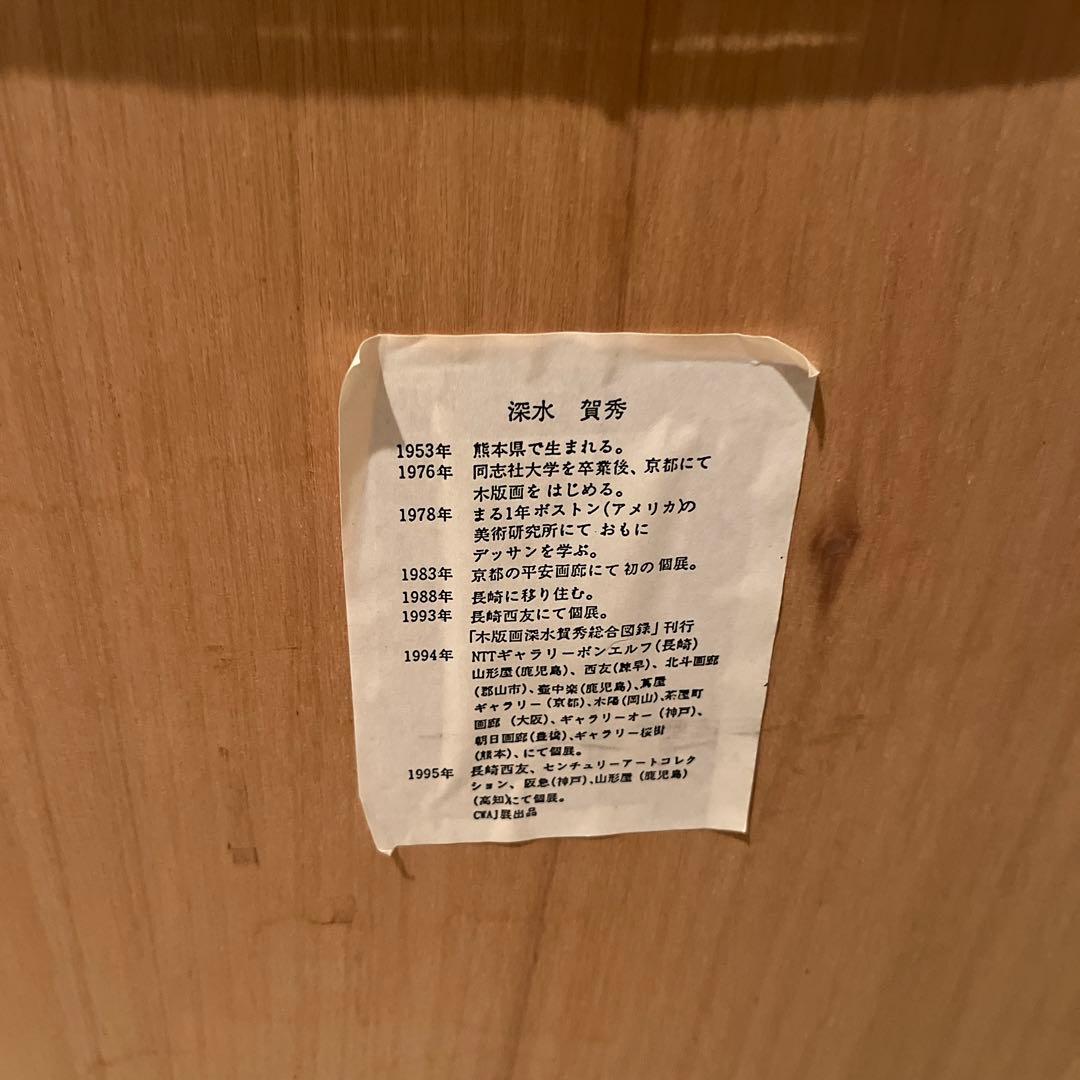 深水 賀秀
1953年 熊本県で生まれる。
1976年 同志社大学を卒業後、京都にて
木版画を はじめる。
1978年 まる1年ボストン(アメリカ)の
美術研究所にて おもに
デッサンを学ぶ。
1983年 京都の平安画廊にて初の個展。
1988年 長崎に移り住む。
1993年 長崎西友にて個展。
「木版画深水賀秀総合図録」刊行
1994年 NTTギャラリーボンエルフ(長崎)
山形屋(鹿児島)、西友(諫早)、北斗画廊
(郡山市)、壷中楽(鹿児島)、蔦屋
ギャラリー(京都)、木陽(岡山)、茶屋町
画廊 (大阪)、ギャラリーオー(神戸)、
朝日画廊(豊橋)、ギャラリー桜町
(熊本)、にて個展。
1995年 長崎西友、センチュリーアートコレク
ション、阪急(神戸)、山形屋(鹿児島)
(高知)にて個展。
CWAJ展出品